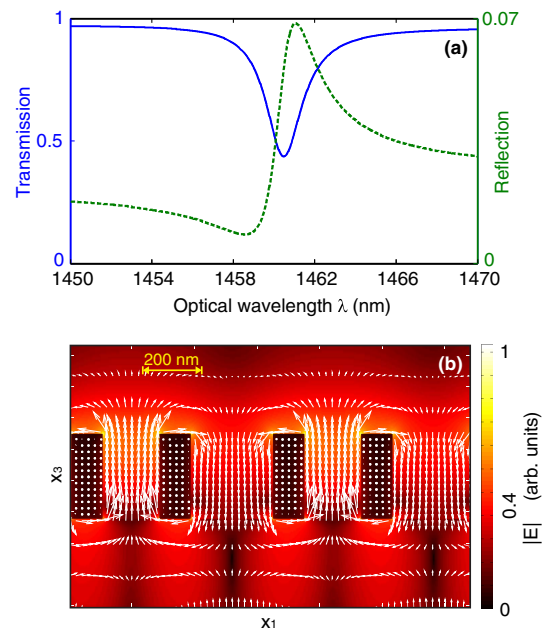 1
0.07
(a)
Transmission
0.5
Reflection
0
0
1450
1454
1458
1462
1466
1470
Optical wavelength λ (nm)
200 nm
(b)
1
x3
0.4
|E| (arb. units)
0
x1